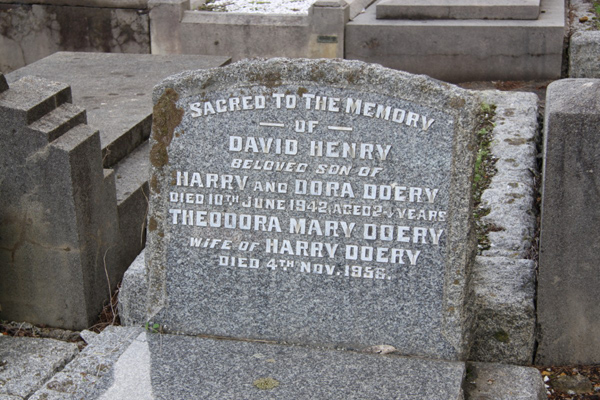 SACRED TO THE MEMORY
OF
DAVID HENRY
BELOVED SON OF
HARRY AND DORA DOERY
DIED 10TH JUNE 1942 AGED 24 YEARS
THEODORA MARY DOERY
WIFE OF HARRY DOERY
DIED 4TH NOV. 1956.